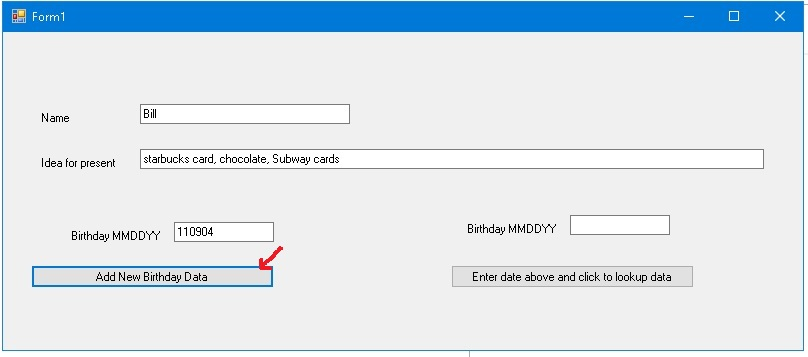 Form1
Name
Bill
Idea for present
starbucks card, chocolate, Subway cards
Birthday MMDDYY
110904
Birthday MMDDYY
Add New Birthday Data
Enter date above and click to lookup data